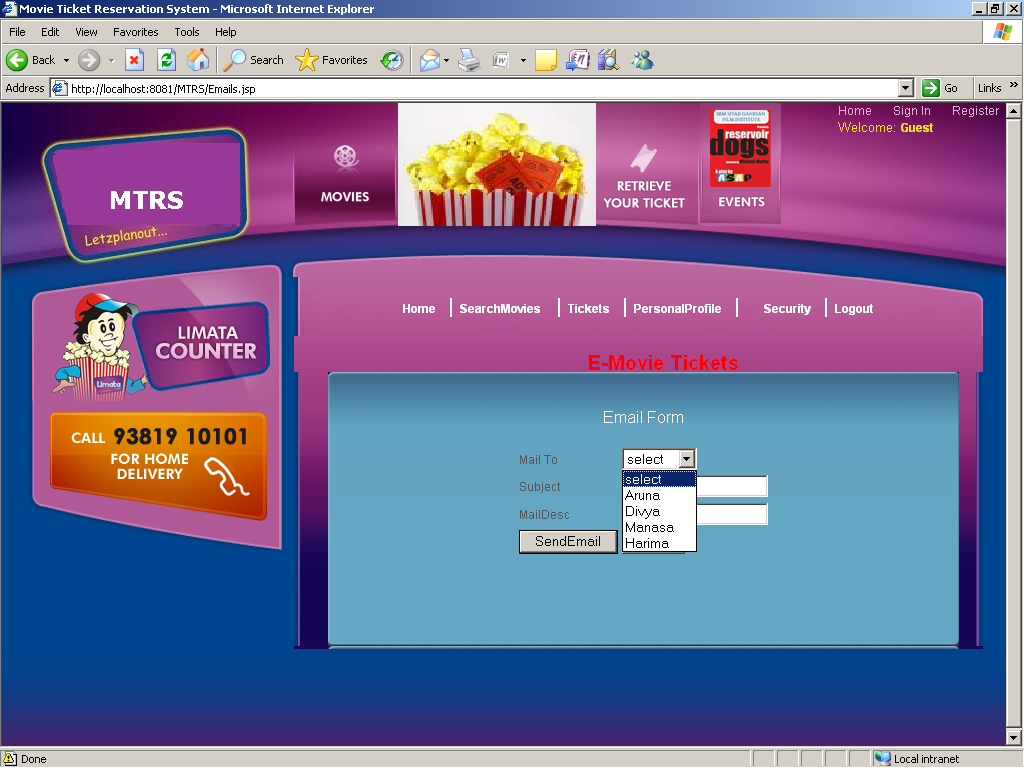 Movie Ticket Reservation System - Microsoft Internet Explorer
File Edit View Favorites Tools Help
Back Search Favorites
Address http://localhost:8081/MTRS/Emails.jsp Go Links »
Home Sign In Register
Welcome: Guest
MTRS
Letzplanout...
MOVIES
RETRIEVE
YOUR TICKET
reservoir
dogs
EVENTS
LIMATA
COUNTER
Limata
CALL 93819 10101
FOR HOME
DELIVERY
Home SearchMovies Tickets PersonalProfile Security Logout
E-Movie Tickets
Email Form
Mail To select
select
Aruna
Divya
Manasa
Harima
Subject
MailDesc
SendEmail
Done Local intranet